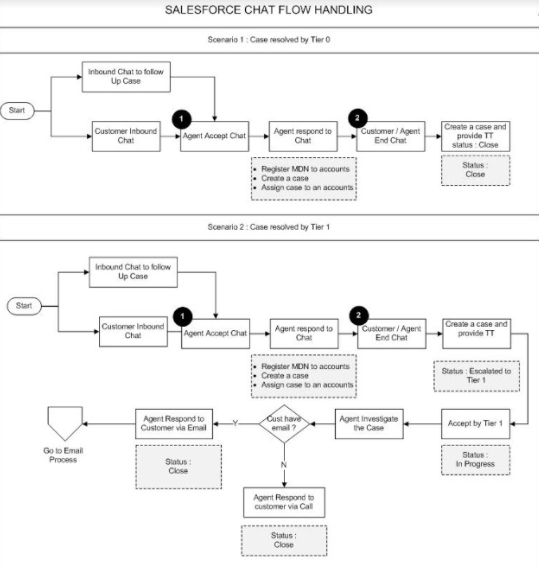 SALESFORCE CHAT FLOW HANDLING
Scenario 1 : Case resolved by Tier 0
Inbound Chat to follow
Up Case
Start
1
2
Customer Inbound
Chat
Agent Accept Chat
Agent respond to
Chat
Customer / Agent
End Chat
Create a case and
provide TT
status : Close
• Register MDN to accounts
• Create a case
• Assign case to an accounts
Status :
Close
Scenario 2 : Case resolved by Tier 1
Inbound Chat to follow
Up Case
Start
1
2
Customer Inbound
Chat
Agent Accept Chat
Agent respond to
Chat
Customer / Agent
End Chat
Create a case and
provide TT
• Register MDN to accounts
• Create a case
• Assign case to an accounts
Status : Escalated to
Tier 1
Go to Email
Process
Agent Respond to
Customer via Email
Y
Cust have
email ?
Agent Investigate
the Case
Accept by Tier 1
Status :
Close
N
Status :
In Progress
Agent Respond to
customer via Call
Status :
Close